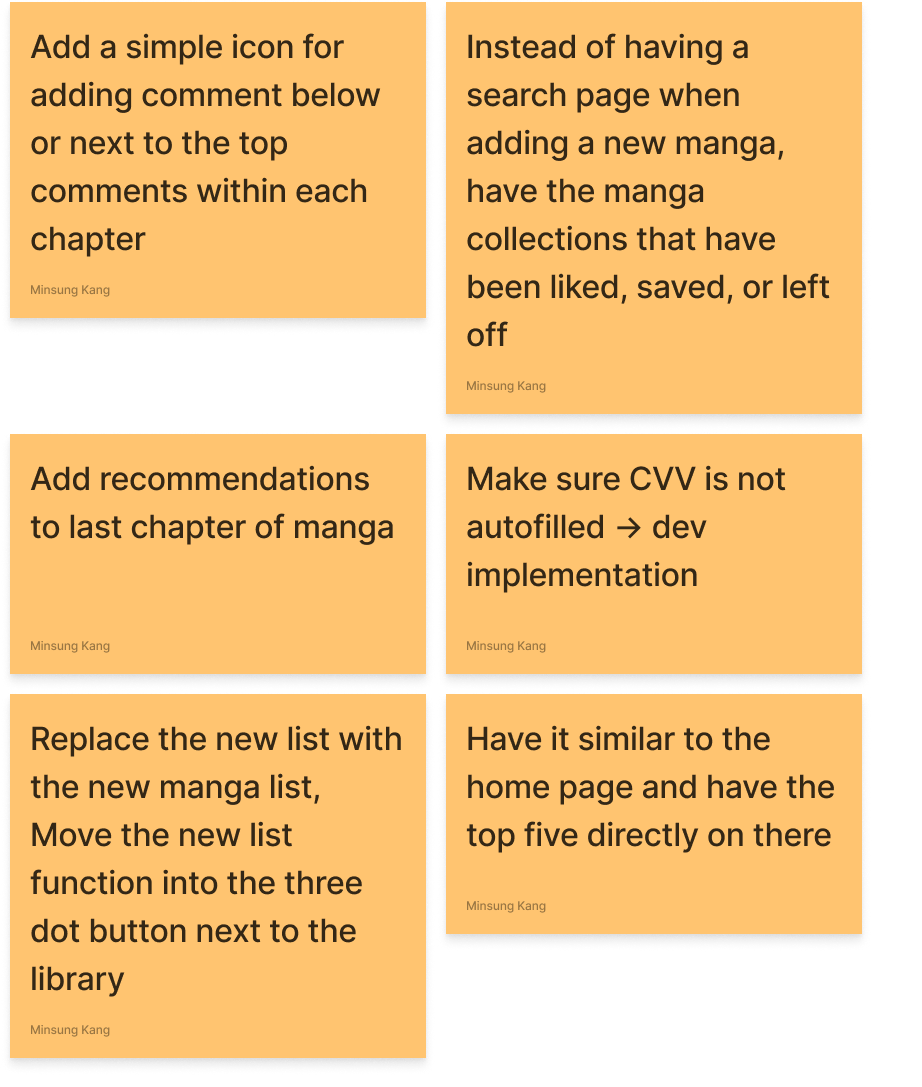 Add a simple icon for
adding comment below
or next to the top
comments within each
chapter
Minsung Kang
Instead of having a
search page when
adding a new manga,
have the manga
collections that have
been liked, saved, or left
off
Minsung Kang
Add recommendations
to last chapter of manga
Minsung Kang
Make sure CVV is not
autofilled → dev
implementation
Minsung Kang
Replace the new list with
the new manga list,
Move the new list
function into the three
dot button next to the
library
Minsung Kang
Have it similar to the
home page and have the
top five directly on there
Minsung Kang